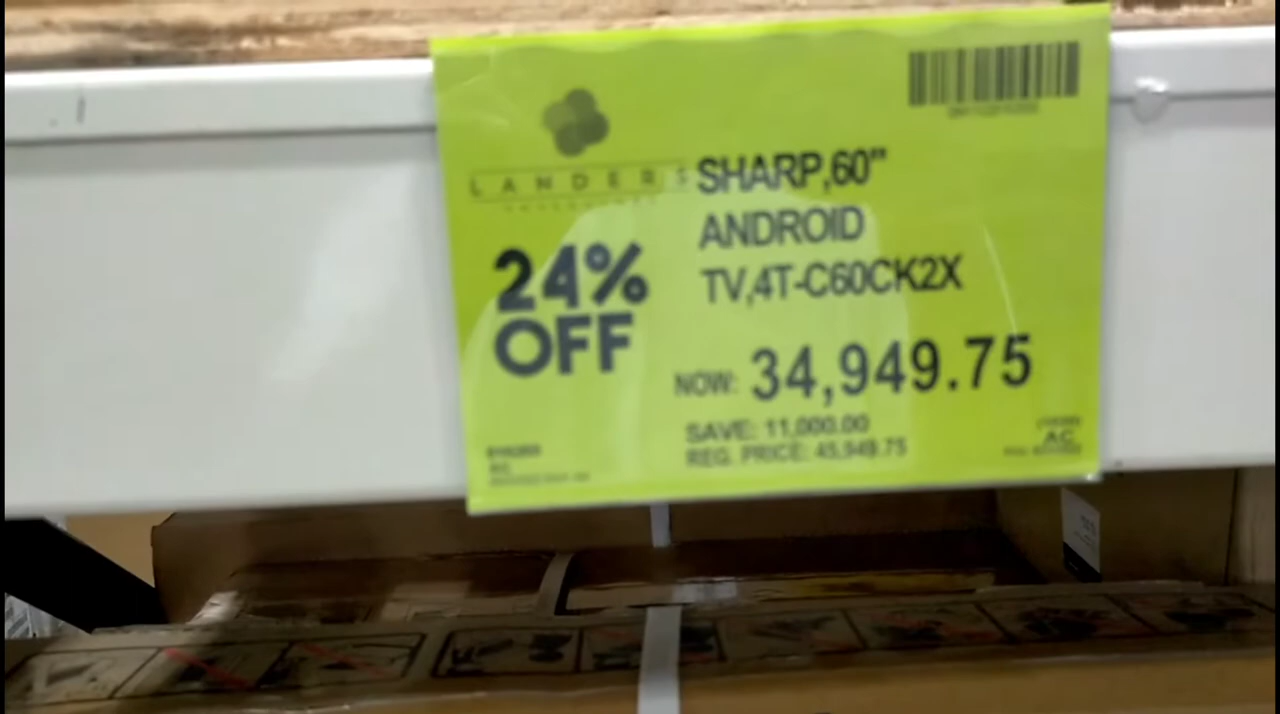 LANDERS
24%
OFF
SHARP,60"
ANDROID
TV,4T-C60CK2X
NOW: 34,949.75
SAVE: 11,000.00
REG. PRICE: 45,949.75
AC